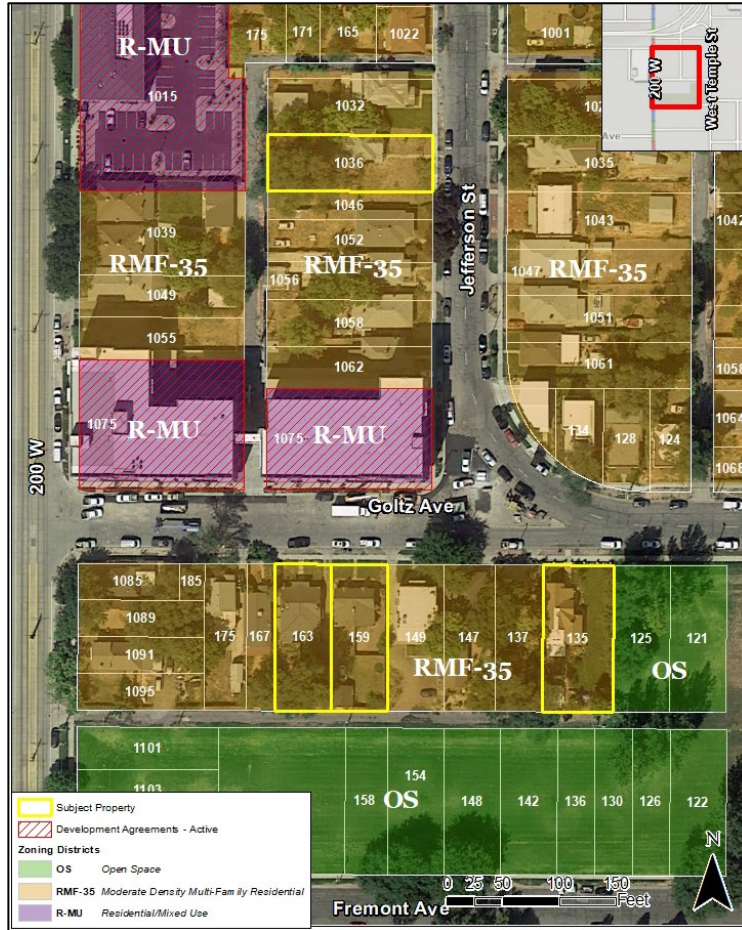 R-MU
175 171 165 1022
1001
200 W
West Temple St
Ave
1015
1032
1036
1035
1046
1039
1052
1043
1042
RMF-35
RMF-35
Jefferson St
1047
RMF-35
1056
1049
1058
1051
1055
1062
1061
1058
1075
R-MU
1075
R-MU
134
128
124
1064
1068
200 W
Goltz Ave
1085
185
1089
175
167
163
159
149
147
137
135
125
121
1091
RMF-35
OS
1095
1101
1103
158
OS
154
148
142
136
130
126
122
Subject Property
Development Agreements - Active
Zoning Districts
OS Open Space
RMF-35 Moderate Density Multi-Family Residential
R-MU Residential/Mixed Use
N
0 25 50 100 150
Feet
Fremont Ave